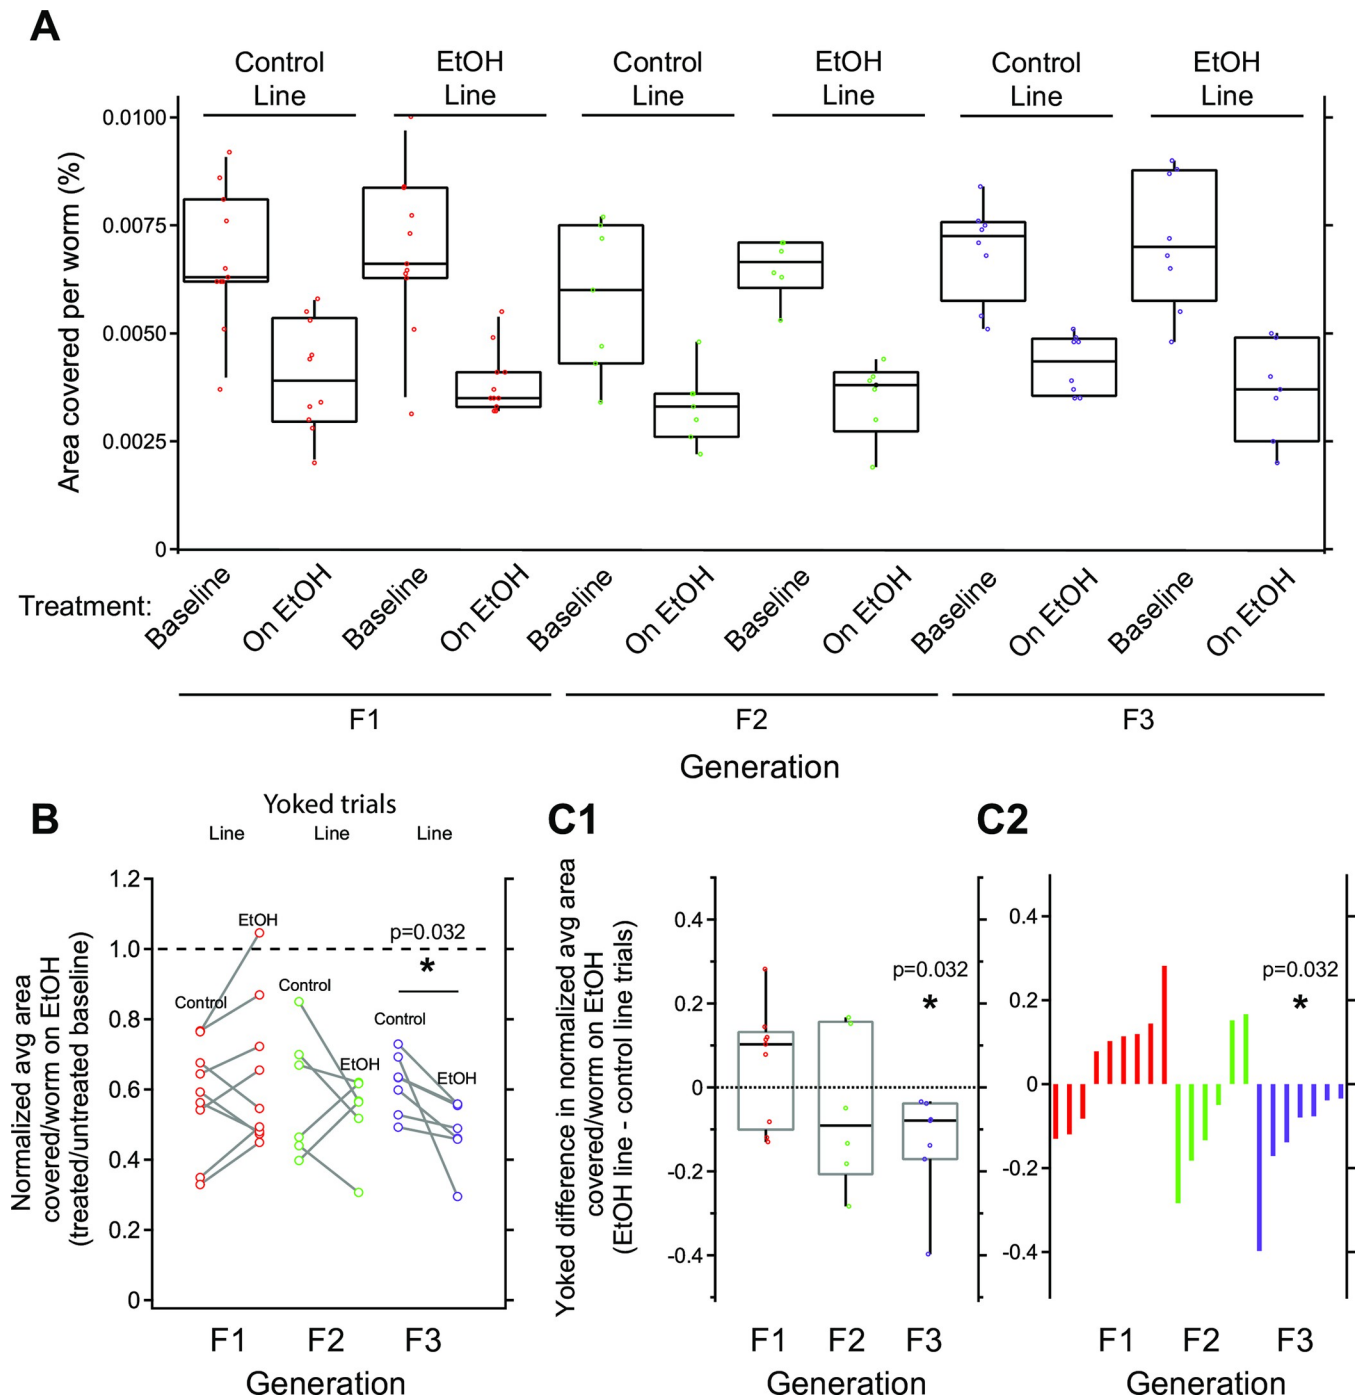 A
Control Line
EtOH Line
Control Line
EtOH Line
Control Line
EtOH Line
Area covered per worm (%)
0.0100
0.0075
0.0050
0.0025
0
Treatment:
Baseline
On EtOH
Baseline
On EtOH
Baseline
On EtOH
Baseline
On EtOH
Baseline
On EtOH
Baseline
On EtOH
F1
F2
F3
Generation
B
Yoked trials
Line
Line
Line
Normalized avg area
covered/worm on EtOH
(treated/untreated baseline)
1.2
1.0
0.8
0.6
0.4
0.2
0
Control
EtOH
Control
EtOH
p=0.032
*
Control
EtOH
F1
F2
F3
Generation
C1
Yoked difference in normalized avg area
covered/worm on EtOH
(EtOH line - control line trials)
0.4
0.2
0
-0.2
-0.4
p=0.032
*
F1
F2
F3
Generation
C2
0.4
0.2
0
-0.2
-0.4
p=0.032
*
F1
F2
F3
Generation